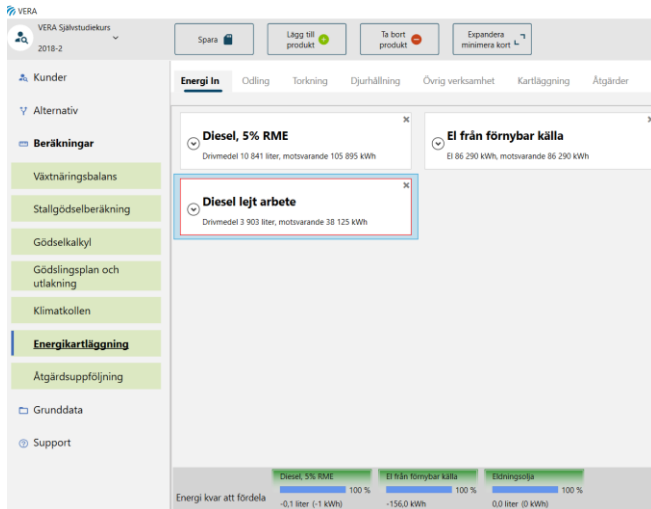 VERA
VERA Självstudiekurs
2018-2
Spara
Lägg till
produkt
Ta bort
produkt
Expandera
minimera kort
Kunder
Alternativ
Beräkningar
Växtnäringsbalans
Stallgödselberäkning
Gödselkalkyl
Gödslingsplan och
utlakning
Klimatkollen
Energikartläggning
Åtgärdsuppföljning
Grunddata
Support
Energi In Odling Torkning Djurhållning Övrig verksamhet Kartläggning Åtgärder
Diesel, 5% RME
Drivmedel 10 841 liter, motsvarande 105 895 kWh
El från förnybar källa
El 86 290 kWh, motsvarande 86 290 kWh
Diesel lejt arbete
Drivmedel 3 903 liter, motsvarande 38 125 kWh
Energi kvar att fördela
Diesel, 5% RME
100 %
-0,1 liter (-1 kWh)
El från förnybar källa
100 %
-156,0 kWh
Eldningsolja
100 %
0,0 liter (0 kWh)